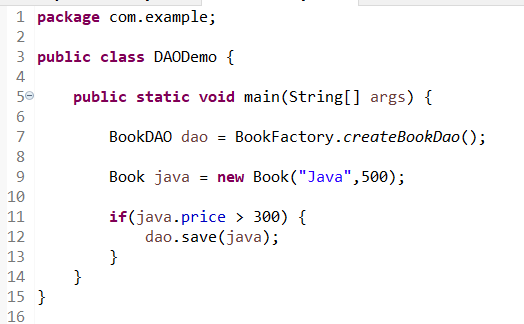 1 package com.example;
2
3 public class DAODemo {
4
5 public static void main(String[] args) {
6
7 BookDAO dao = BookFactory.createBookDao();
8
9 Book java = new Book("Java",500);
10
11 if(java.price > 300) {
12 dao.save(java);
13 }
14 }
15 }
16